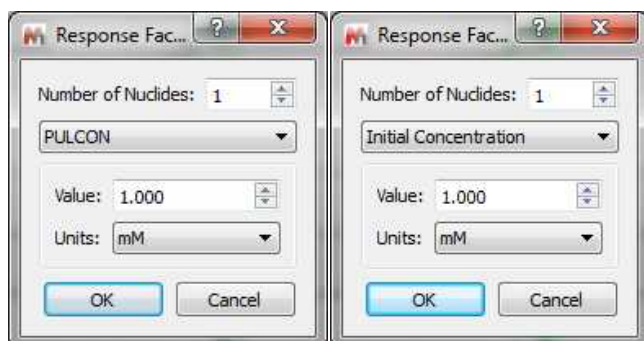 Response Fac...
Number of Nuclides: 1
PULCON
Value: 1.000
Units: mM
OK Cancel
Response Fac...
Number of Nuclides: 1
Initial Concentration
Value: 1.000
Units: mM
OK Cancel